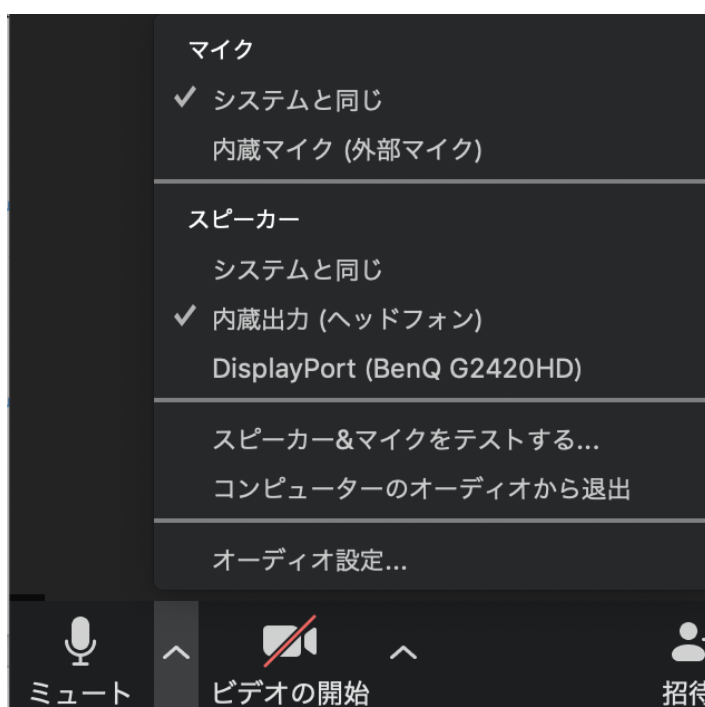 マイク
システムと同じ
内蔵マイク (外部マイク)
スピーカー
システムと同じ
内蔵出力 (ヘッドフォン)
DisplayPort (BenQ G2420HD)
スピーカー&マイクをテストする...
コンピューターのオーディオから退出
オーディオ設定...
ミュート
ビデオの開始
招待